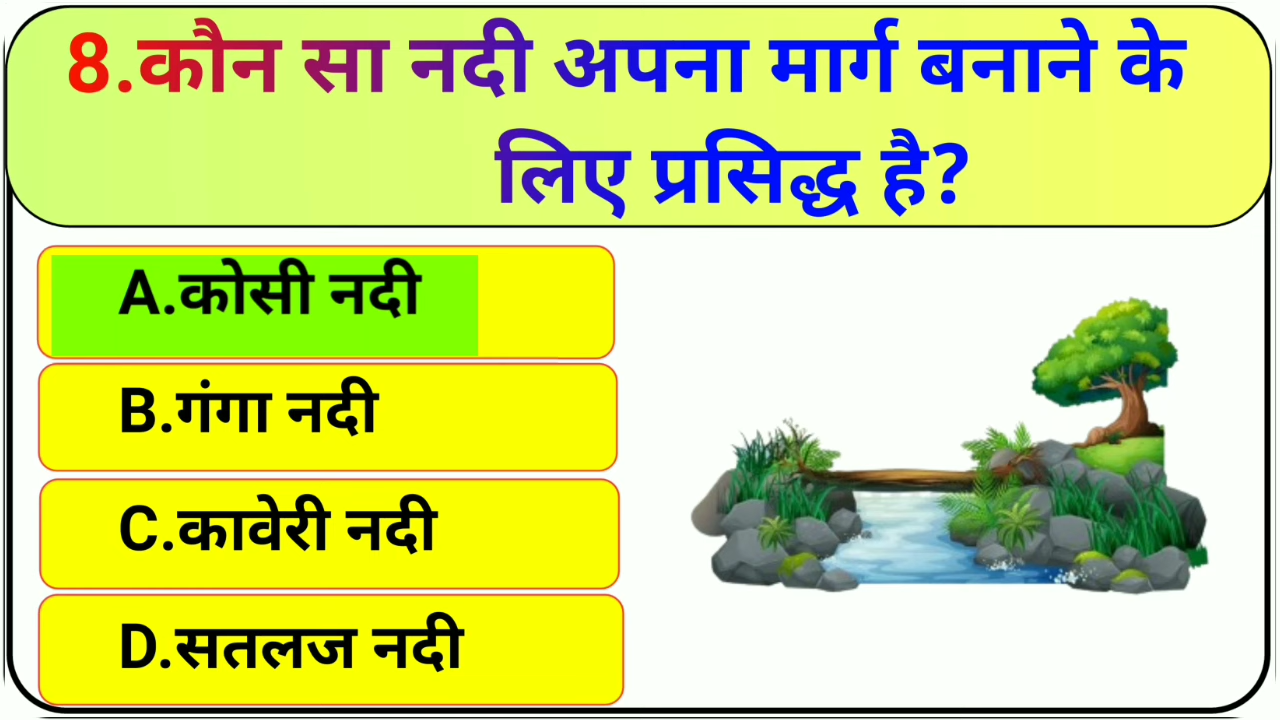 8.कौन सा नदी अपना मार्ग बनाने के
लिए प्रसिद्ध है?
A.कोसी नदी
B.गंगा नदी
C.कावेरी नदी
D.सतलज नदी